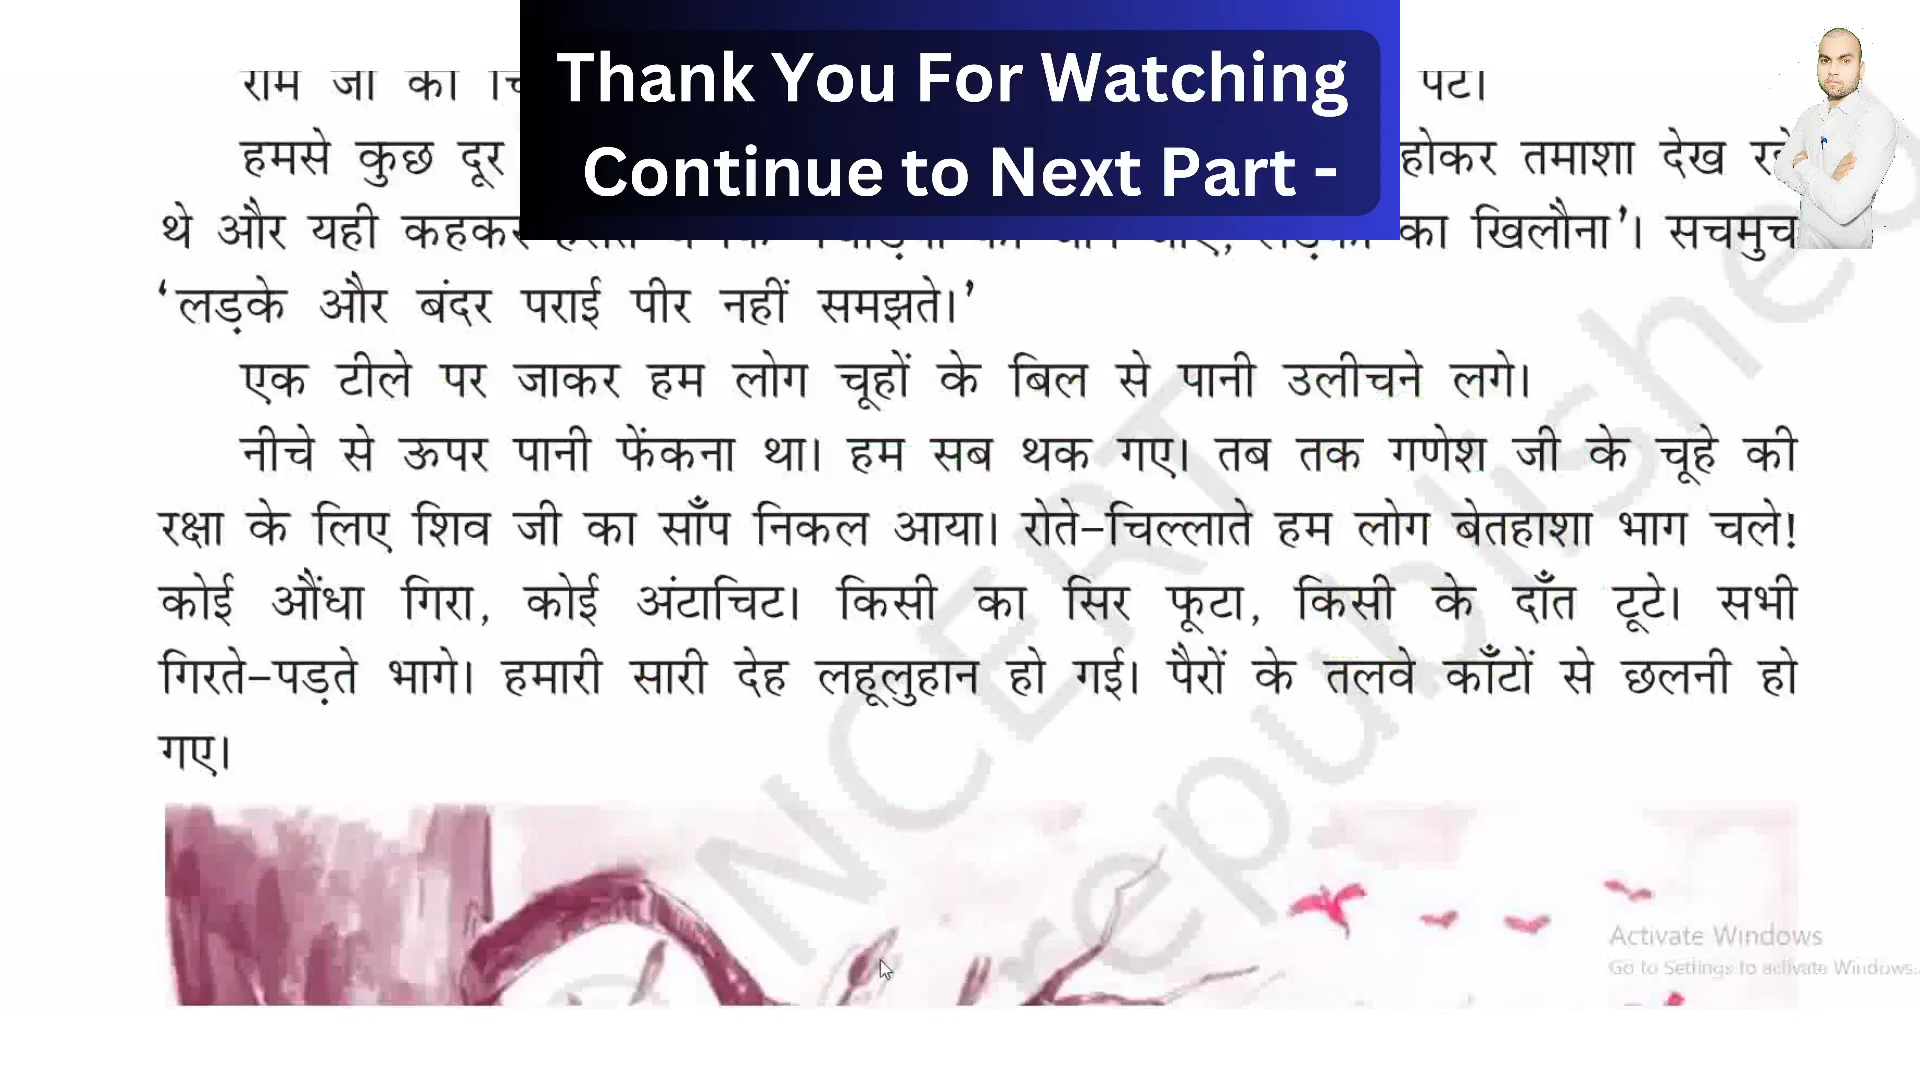 Thank You For Watching
Continue to Next Part -
राम जी की पट।
हमसे कुछ दूर होकर तमाशा देख रहे
थे और यही कहकर का खिलौना’। सचमुच
‘लड़के और बंदर पराई पीर नहीं समझते।’
एक टीले पर जाकर हम लोग चूहों के बिल से पानी उलीचने लगे।
नीचे से ऊपर पानी फेंकना था। हम सब थक गए। तब तक गणेश जी के चूहे की
रक्षा के लिए शिव जी का साँप निकल आया। रोते-चिल्लाते हम लोग बेतहाशा भाग चले!
कोई औंधा गिरा, कोई अंटाचिट। किसी का सिर फूटा, किसी के दाँत टूटे। सभी
गिरते-पड़ते भागे। हमारी सारी देह लहूलुहान हो गई। पैरों के तलवे काँटों से छलनी हो
गए।
© NCERT
republished
Activate Windows
Go to Settings to activate Windows.